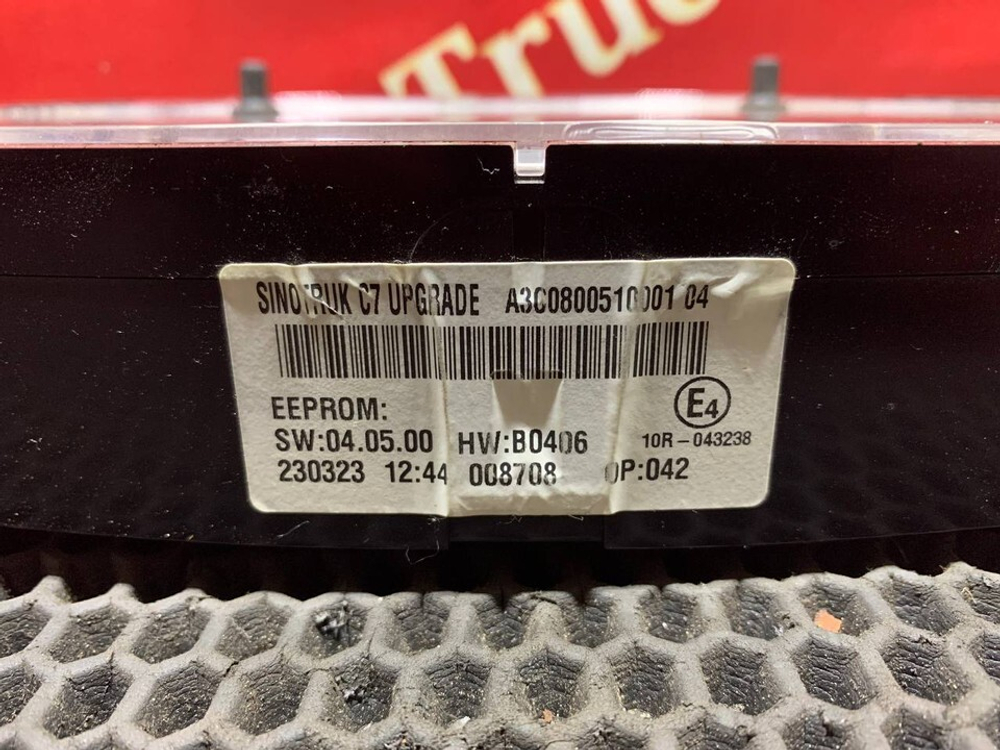 Truc
SINOTRUK C7 UPGRADE A3C0800510001 04
EEPROM:
E4
SW:04.05.00 HW:B0406
10R-043238
230323 12:44 008708 OP:042